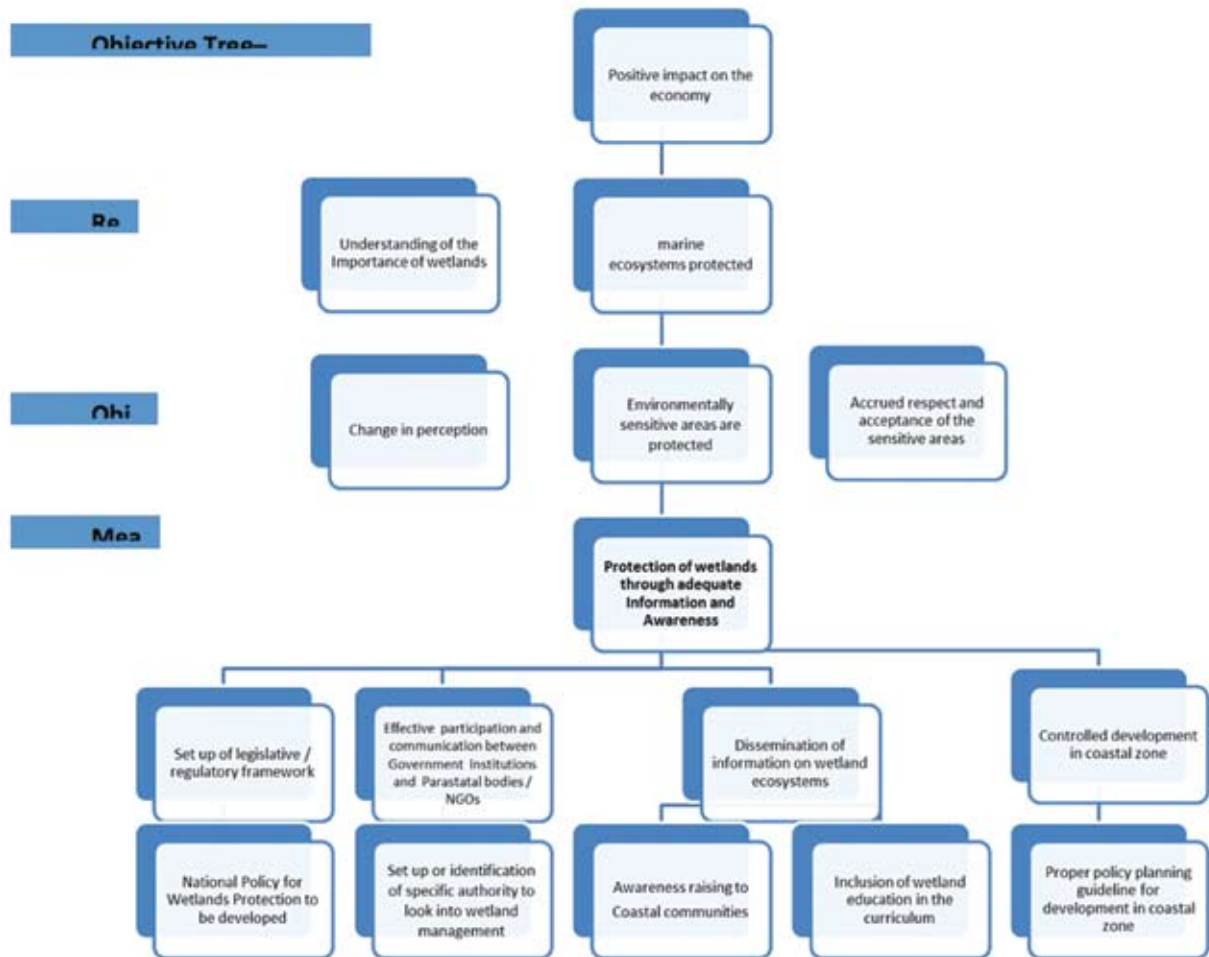 Objective Tree–
Positive impact on the
economy
Re
Understanding of the
Importance of wetlands
marine
ecosystems protected
Obj
Change in perception
Environmentally
sensitive areas are
protected
Accrued respect and
acceptance of the
sensitive areas
Mea
Protection of wetlands
through adequate
Information and
Awareness
Set up of legislative /
regulatory framework
Effective participation and
communication between
Government Institutions
and Parastatal bodies /
NGOs
Dissemination of
information on wetland
ecosystems
Controlled development
in coastal zone
National Policy for
Wetlands Protection to
be developed
Set up or identification
of specific authority to
look into wetland
management
Awareness raising to
Coastal communities
Inclusion of wetland
education in the
curriculum
Proper policy planning
guideline for
development in coastal
zone